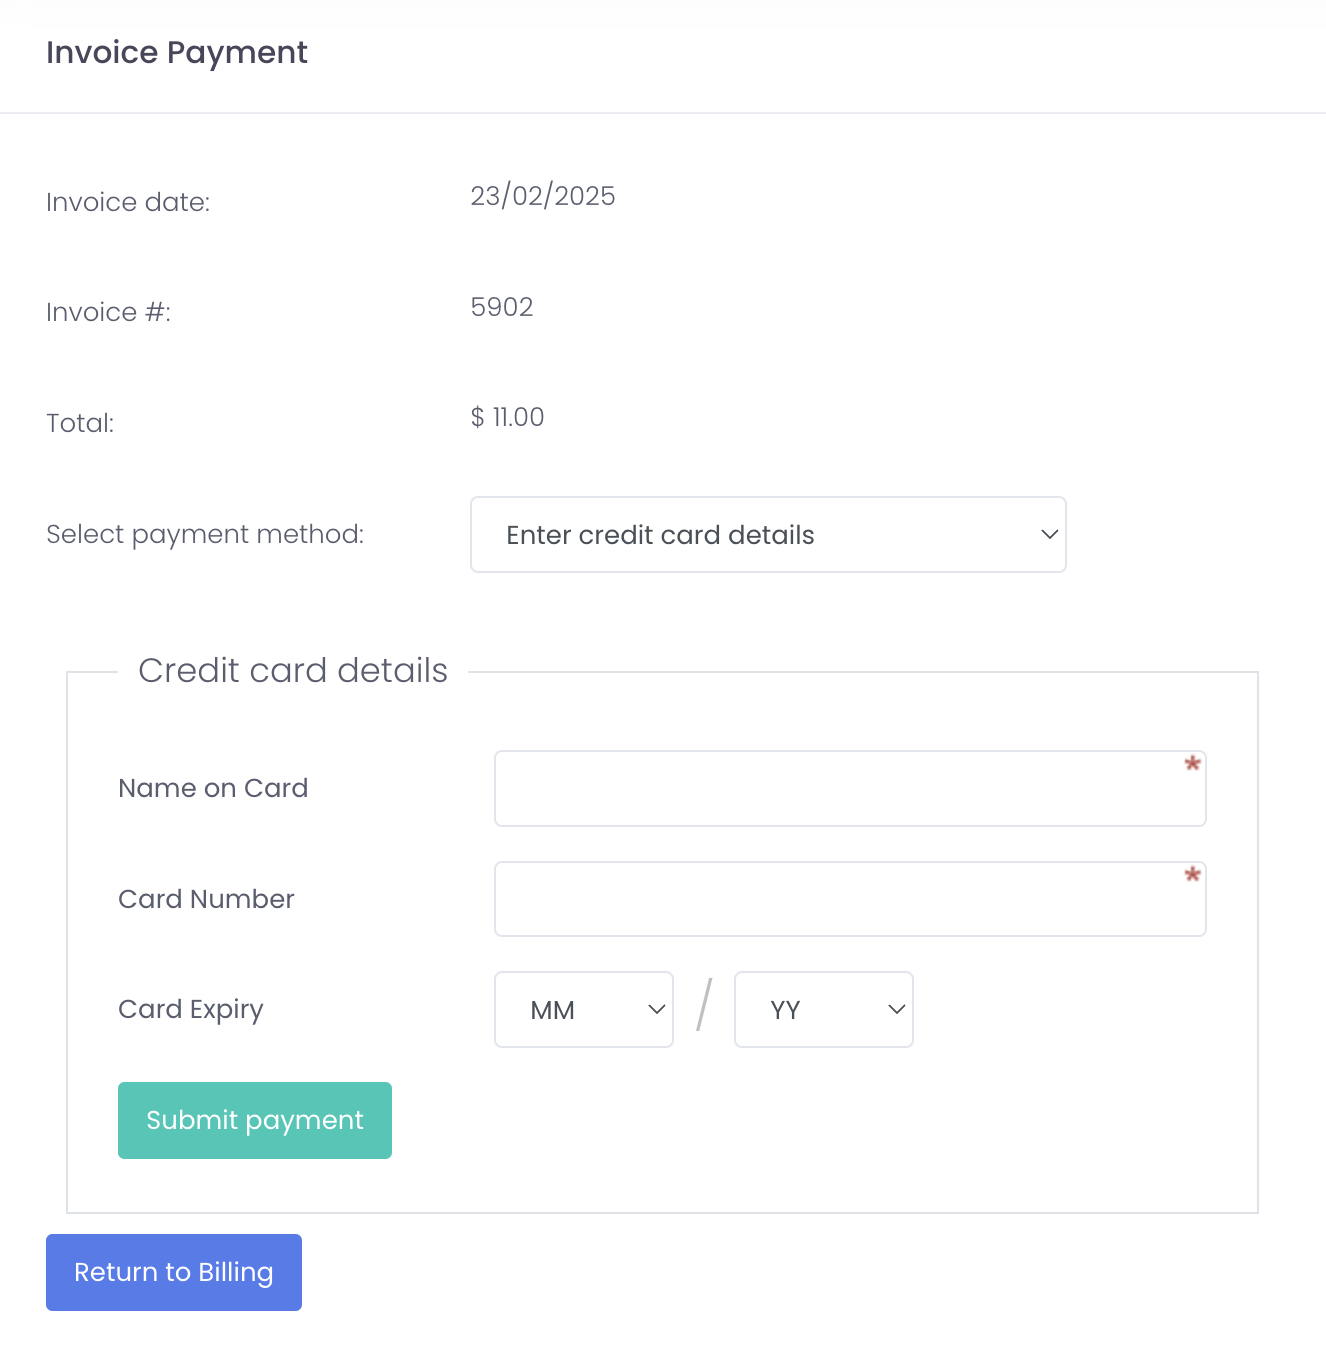 Invoice Payment
Invoice date: 23/02/2025
Invoice #: 5902
Total: $ 11.00
Select payment method: Enter credit card details
Credit card details
Name on Card *
Card Number *
Card Expiry MM / YY
Submit payment
Return to Billing